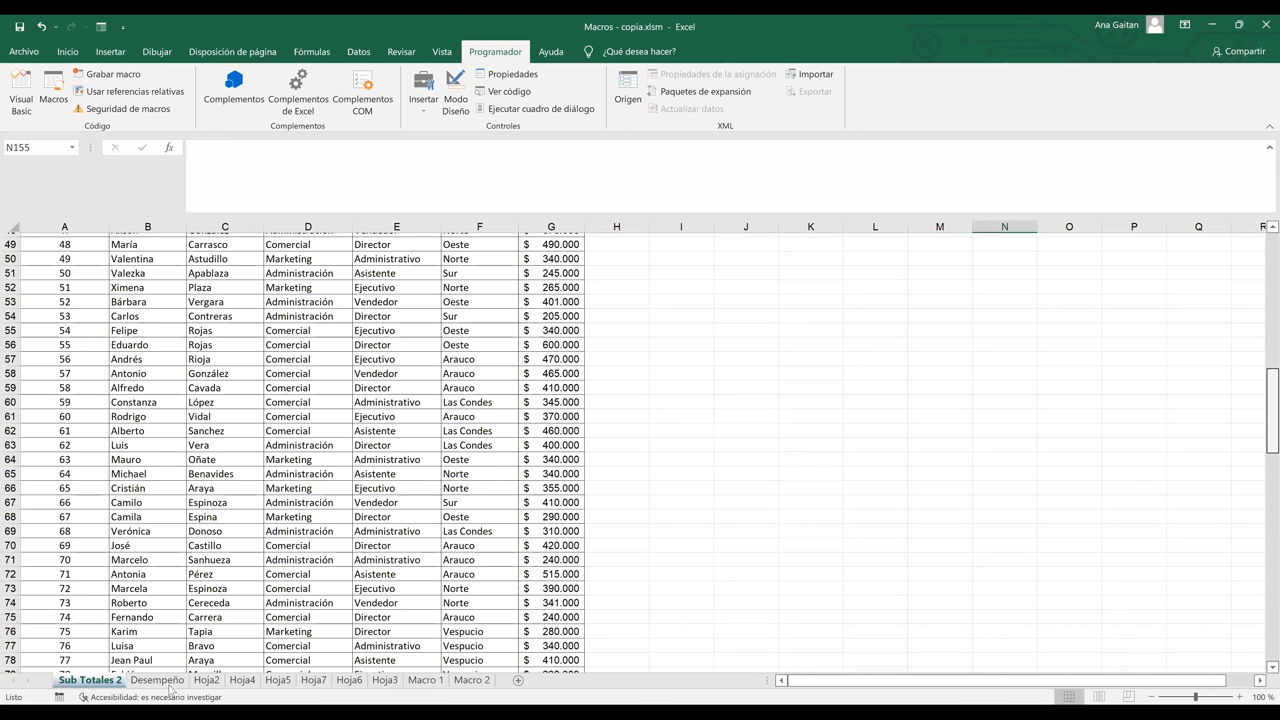 Macros - copia.xlsm - Excel
Ana Gaitan
Archivo Inicio Insertar Dibujar Disposición de página Fórmulas Datos Revisar Vista Programador Ayuda ¿Qué desea hacer? Compartir
Visual Basic
Macros
Grabar macro
Usar referencias relativas
Seguridad de macros
Código
Complementos
Complementos de Excel
Complementos COM
Complementos
Insertar
Modo Diseño
Propiedades
Ver código
Ejecutar cuadro de diálogo
Controles
Origen
Propiedades de la asignación
Paquetes de expansión
Actualizar datos
Importar
Exportar
XML
N155 fx
A B C D E F G H I J K L M N O P Q R
49 48 María Carrasco Comercial Director Oeste $ 490.000
50 49 Valentina Astudillo Marketing Administrativo Norte $ 340.000
51 50 Valezka Apablaza Administración Asistente Sur $ 245.000
52 51 Ximena Plaza Marketing Ejecutivo Norte $ 265.000
53 52 Bárbara Vergara Administración Vendedor Oeste $ 401.000
54 53 Carlos Contreras Administración Director Sur $ 205.000
55 54 Felipe Rojas Comercial Ejecutivo Oeste $ 340.000
56 55 Eduardo Rojas Comercial Director Oeste $ 600.000
57 56 Andrés Rioja Comercial Ejecutivo Arauco $ 470.000
58 57 Antonio González Comercial Vendedor Arauco $ 465.000
59 58 Alfredo Cavada Comercial Director Arauco $ 410.000
60 59 Constanza López Comercial Administrativo Las Condes $ 345.000
61 60 Rodrigo Vidal Comercial Ejecutivo Arauco $ 370.000
62 61 Alberto Sanchez Comercial Asistente Las Condes $ 460.000
63 62 Luis Vera Administración Director Las Condes $ 400.000
64 63 Mauro Oñate Marketing Administrativo Oeste $ 340.000
65 64 Michael Benavides Administración Asistente Norte $ 340.000
66 65 Cristián Araya Marketing Ejecutivo Norte $ 355.000
67 66 Camilo Espinoza Administración Vendedor Sur $ 410.000
68 67 Camila Espina Marketing Director Oeste $ 290.000
69 68 Verónica Donoso Administración Administrativo Las Condes $ 310.000
70 69 José Castillo Comercial Director Arauco $ 420.000
71 70 Marcelo Sanhueza Administración Administrativo Arauco $ 240.000
72 71 Antonia Pérez Comercial Asistente Arauco $ 515.000
73 72 Marcela Espinoza Comercial Ejecutivo Norte $ 390.000
74 73 Roberto Cereceda Administración Vendedor Norte $ 341.000
75 74 Fernando Carrera Comercial Director Arauco $ 240.000
76 75 Karim Tapia Marketing Director Vespucio $ 280.000
77 76 Luisa Bravo Comercial Administrativo Vespucio $ 340.000
78 77 Jean Paul Araya Comercial Asistente Vespucio $ 410.000
Sub Totales 2 Desempeño Hoja2 Hoja4 Hoja5 Hoja7 Hoja6 Hoja3 Macro 1 Macro 2
Listo Accesibilidad: es necesario investigar 100 %